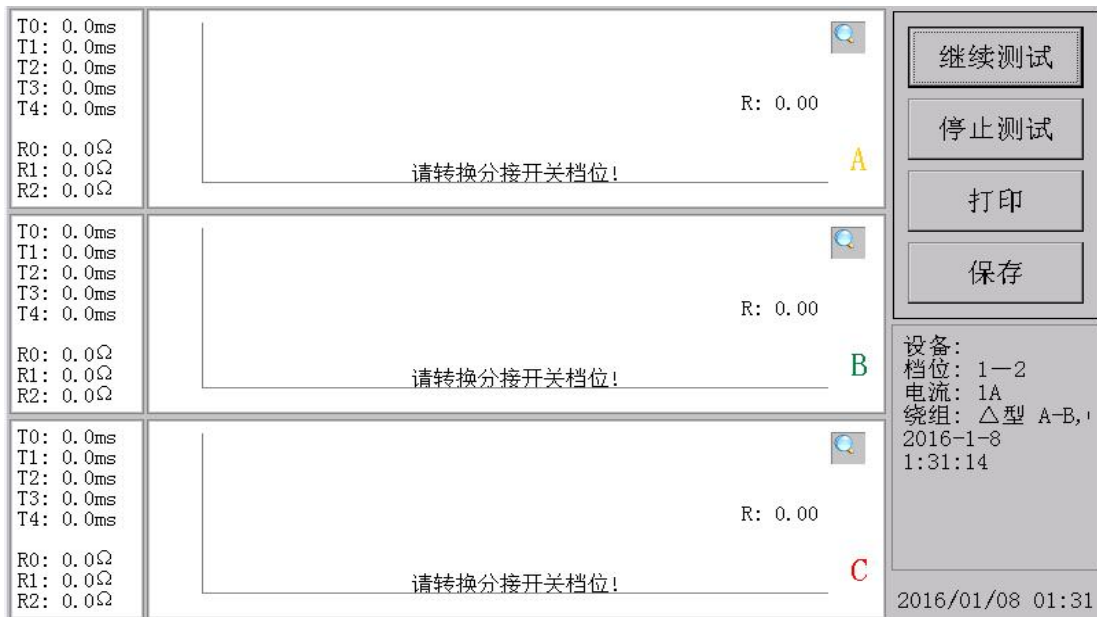 T0: 0.0ms
T1: 0.0ms
T2: 0.0ms
T3: 0.0ms
T4: 0.0ms
R0: 0.0Ω
R1: 0.0Ω
R2: 0.0Ω
R: 0.00
A
请转换分接开关档位!
T0: 0.0ms
T1: 0.0ms
T2: 0.0ms
T3: 0.0ms
T4: 0.0ms
R0: 0.0Ω
R1: 0.0Ω
R2: 0.0Ω
R: 0.00
B
请转换分接开关档位!
T0: 0.0ms
T1: 0.0ms
T2: 0.0ms
T3: 0.0ms
T4: 0.0ms
R0: 0.0Ω
R1: 0.0Ω
R2: 0.0Ω
R: 0.00
C
请转换分接开关档位!
继续测试
停止测试
打印
保存
设备:
档位: 1—2
电流: 1A
绕组: △型 A-B,
2016-1-8
1:31:14
2016/01/08 01:31